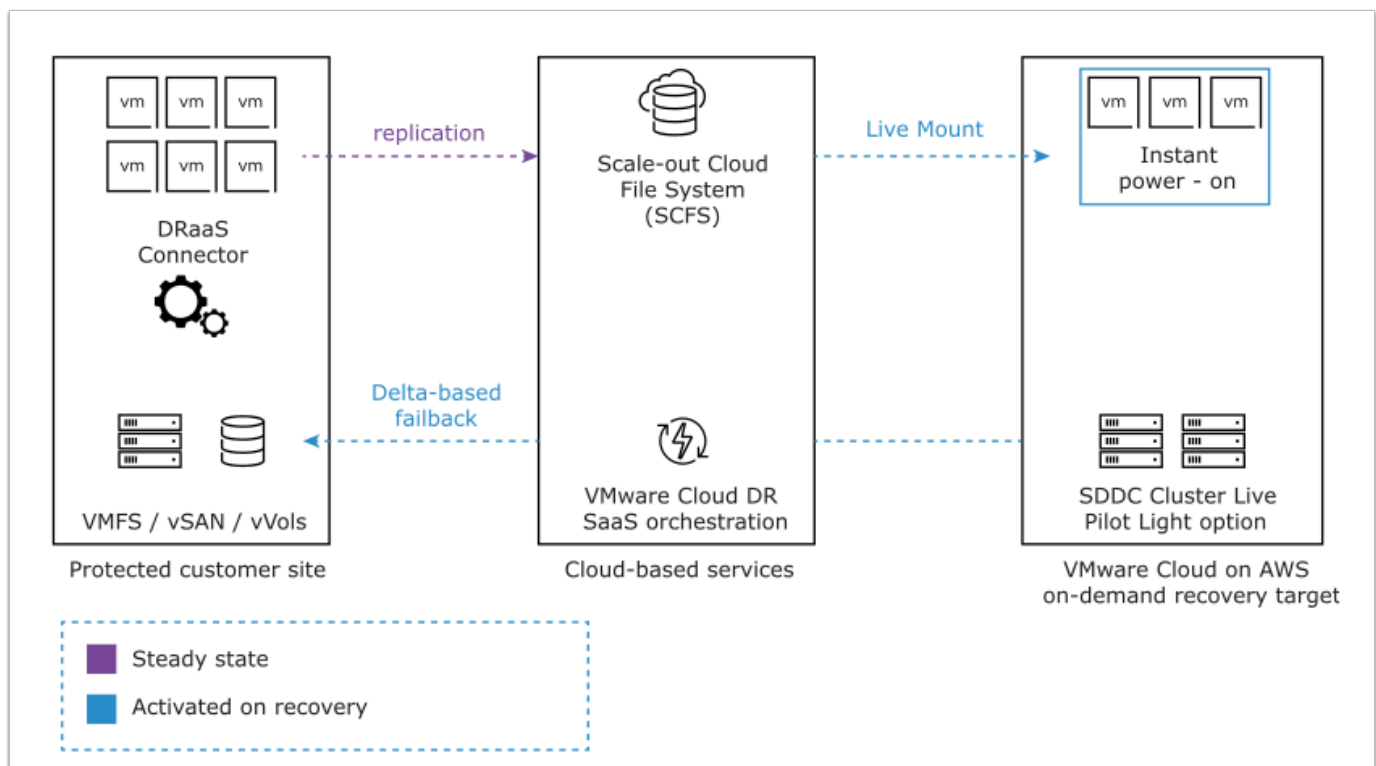 vm vm vm
vm vm vm
DRaaS
Connector
VMFS / vSAN / vVols
Protected customer site
replication
Delta-based
failback
Scale-out Cloud
File System
(SCFS)
VMware Cloud DR
SaaS orchestration
Cloud-based services
Live Mount
vm vm vm
Instant
power - on
SDDC Cluster Live
Pilot Light option
VMware Cloud on AWS
on-demand recovery target
Steady state
Activated on recovery